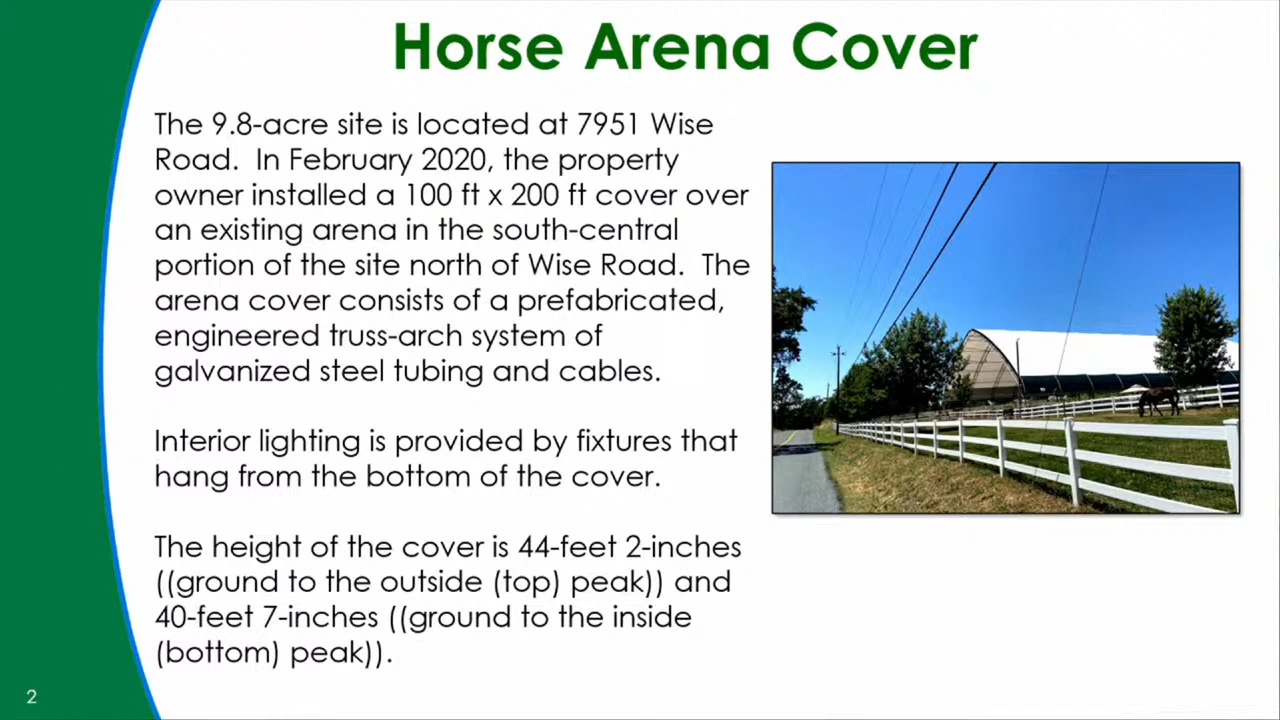 Horse Arena Cover
The 9.8-acre site is located at 7951 Wise
Road.  In February 2020, the property
owner installed a 100 ft x 200 ft cover over
an existing arena in the south-central
portion of the site north of Wise Road.  The
arena cover consists of a prefabricated,
engineered truss-arch system of
galvanized steel tubing and cables.
Interior lighting is provided by fixtures that
hang from the bottom of the cover.
The height of the cover is 44-feet 2-inches
((ground to the outside (top) peak)) and
40-feet 7-inches ((ground to the inside
(bottom) peak)).
2